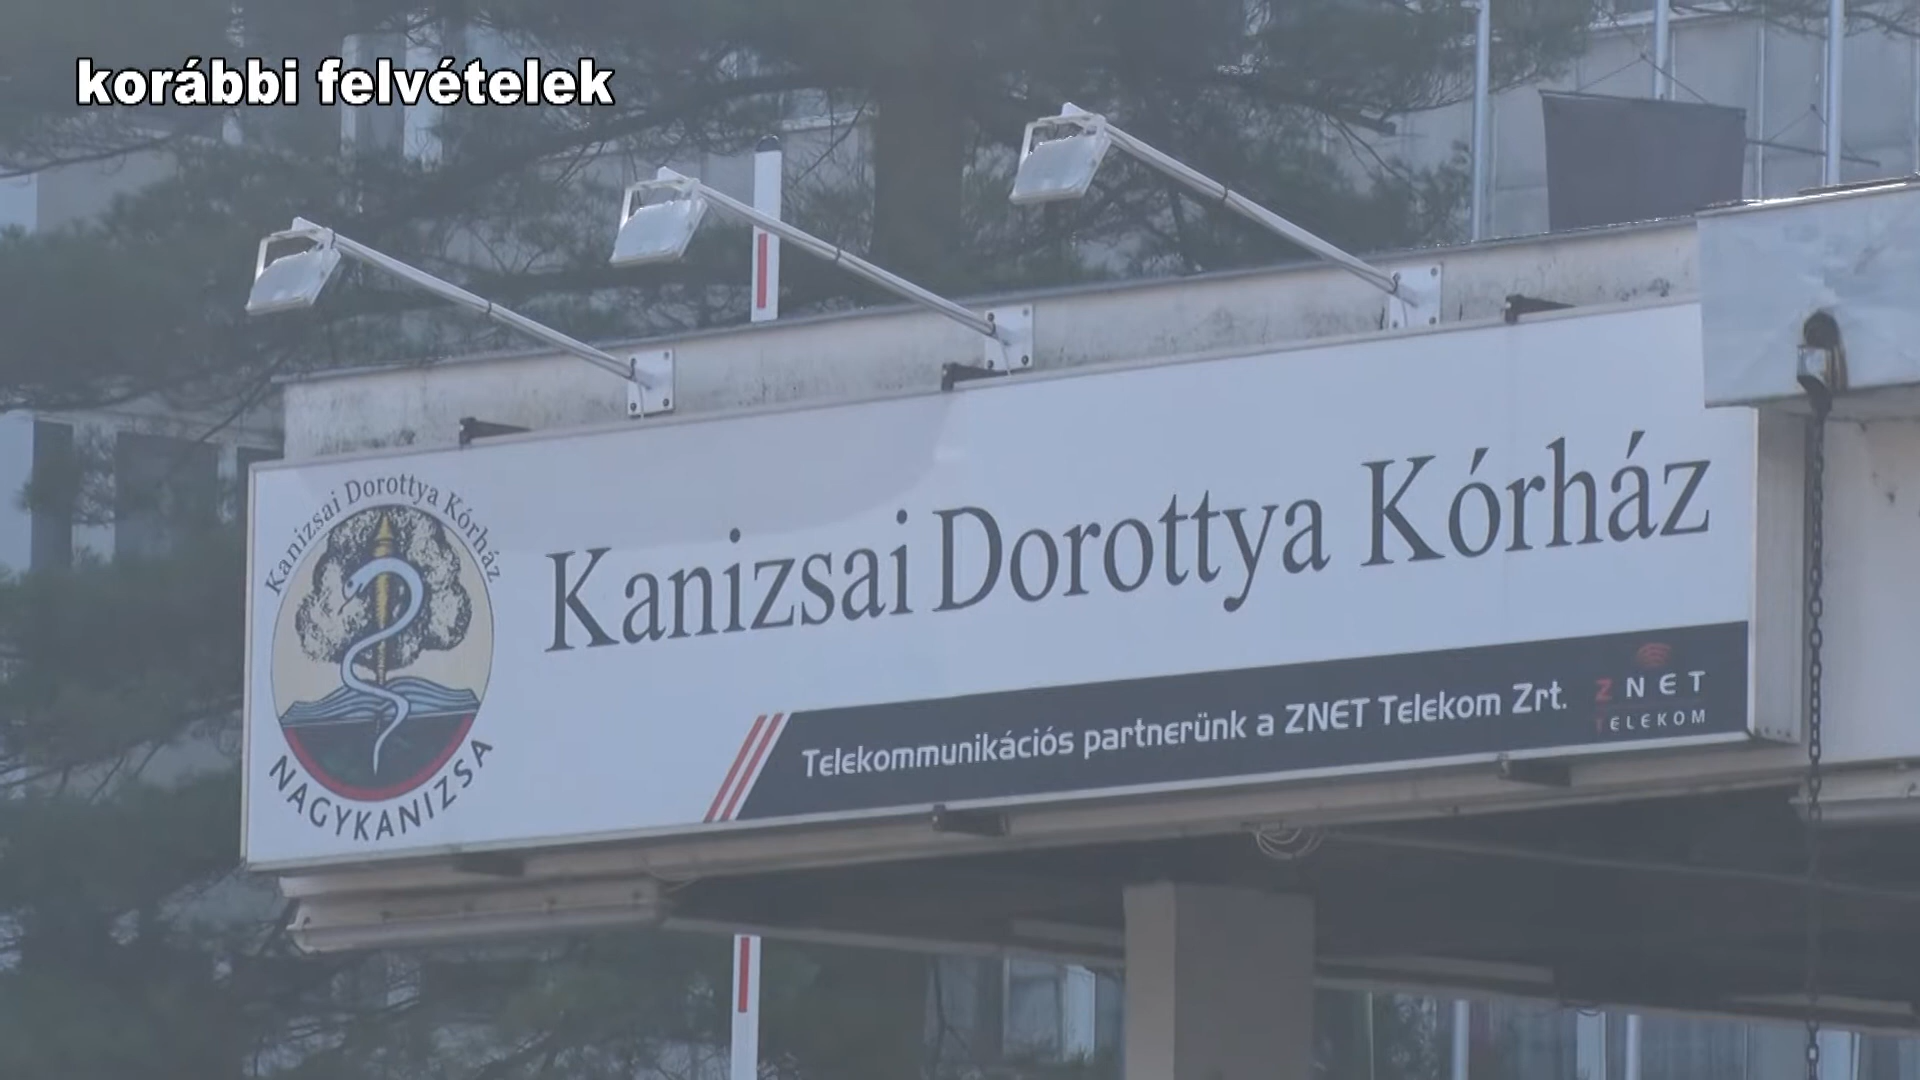 korábbi felvételek
Kanizsai Dorottya Kórház
NAGYKANIZSA
Kanizsai Dorottya Kórház
Telekommunikációs partnerünk a ZNET Telekom Zrt.
ZNET
TELEKOM